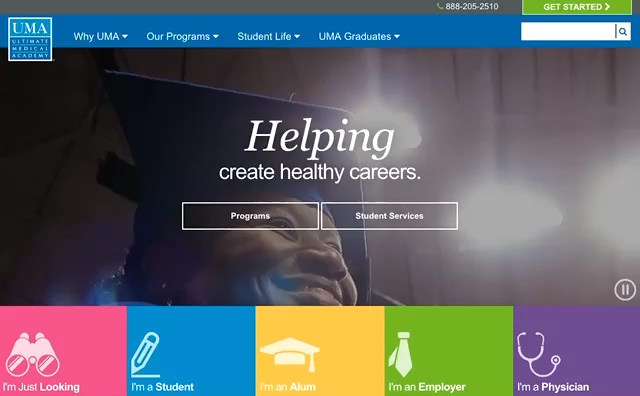 888-205-2510
GET STARTED
UMA
ULTIMATE
MEDICAL
ACADEMY
Why UMA
Our Programs
Student Life
UMA Graduates
Helping
create healthy careers.
Programs
Student Services
I'm Just Looking
I'm a Student
I'm an Alum
I'm an Employer
I'm a Physician